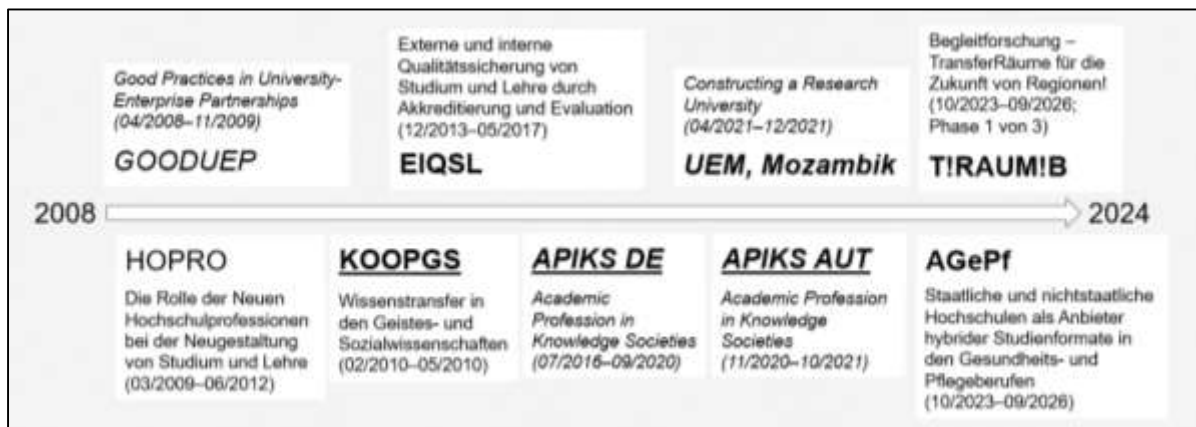 Good Practices in University-
Enterprise Partnerships
(04/2008–11/2009)
GOODUEP
Externe und interne
Qualitätssicherung von
Studium und Lehre durch
Akkreditierung und Evaluation
(12/2013–05/2017)
EIQSL
Constructing a Research
University
(04/2021–12/2021)
UEM, Mozambik
Begleitforschung –
TransferRäume für die
Zukunft von Regionen!
(10/2023–09/2026;
Phase 1 von 3)
T!RAUM!B
2008
2024
HOPRO
Die Rolle der Neuen
Hochschulprofessionen
bei der Neugestaltung
von Studium und Lehre
(03/2009–06/2012)
KOOPGS
Wissenstransfer in
den Geistes- und
Sozialwissenschaften
(02/2010–05/2010)
APIKS DE
Academic
Profession in
Knowledge Societies
(07/2016–09/2020)
APIKS AUT
Academic Profession
in Knowledge
Societies
(11/2020–10/2021)
AGePf
Staatliche und nichtstaatliche
Hochschulen als Anbieter
hybrider Studienformate in
den Gesundheits- und
Pflegeberufen
(10/2023–09/2026)